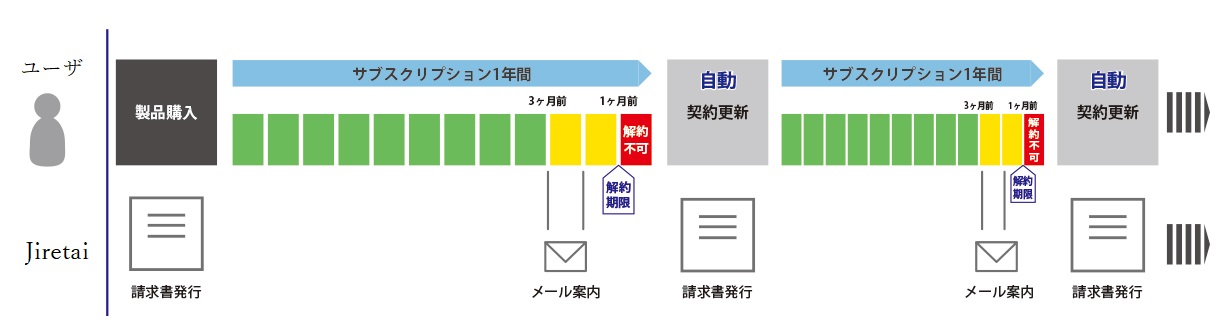 ユーザ
製品購入
サブスクリプション1年間
3ヶ月前
1ヶ月前
解約
不可
解約
期限
自動
契約更新
サブスクリプション1年間
3ヶ月前
1ヶ月前
解約不可
解約
期限
自動
契約更新
Jiretai
請求書発行
メール案内
請求書発行
メール案内
請求書発行